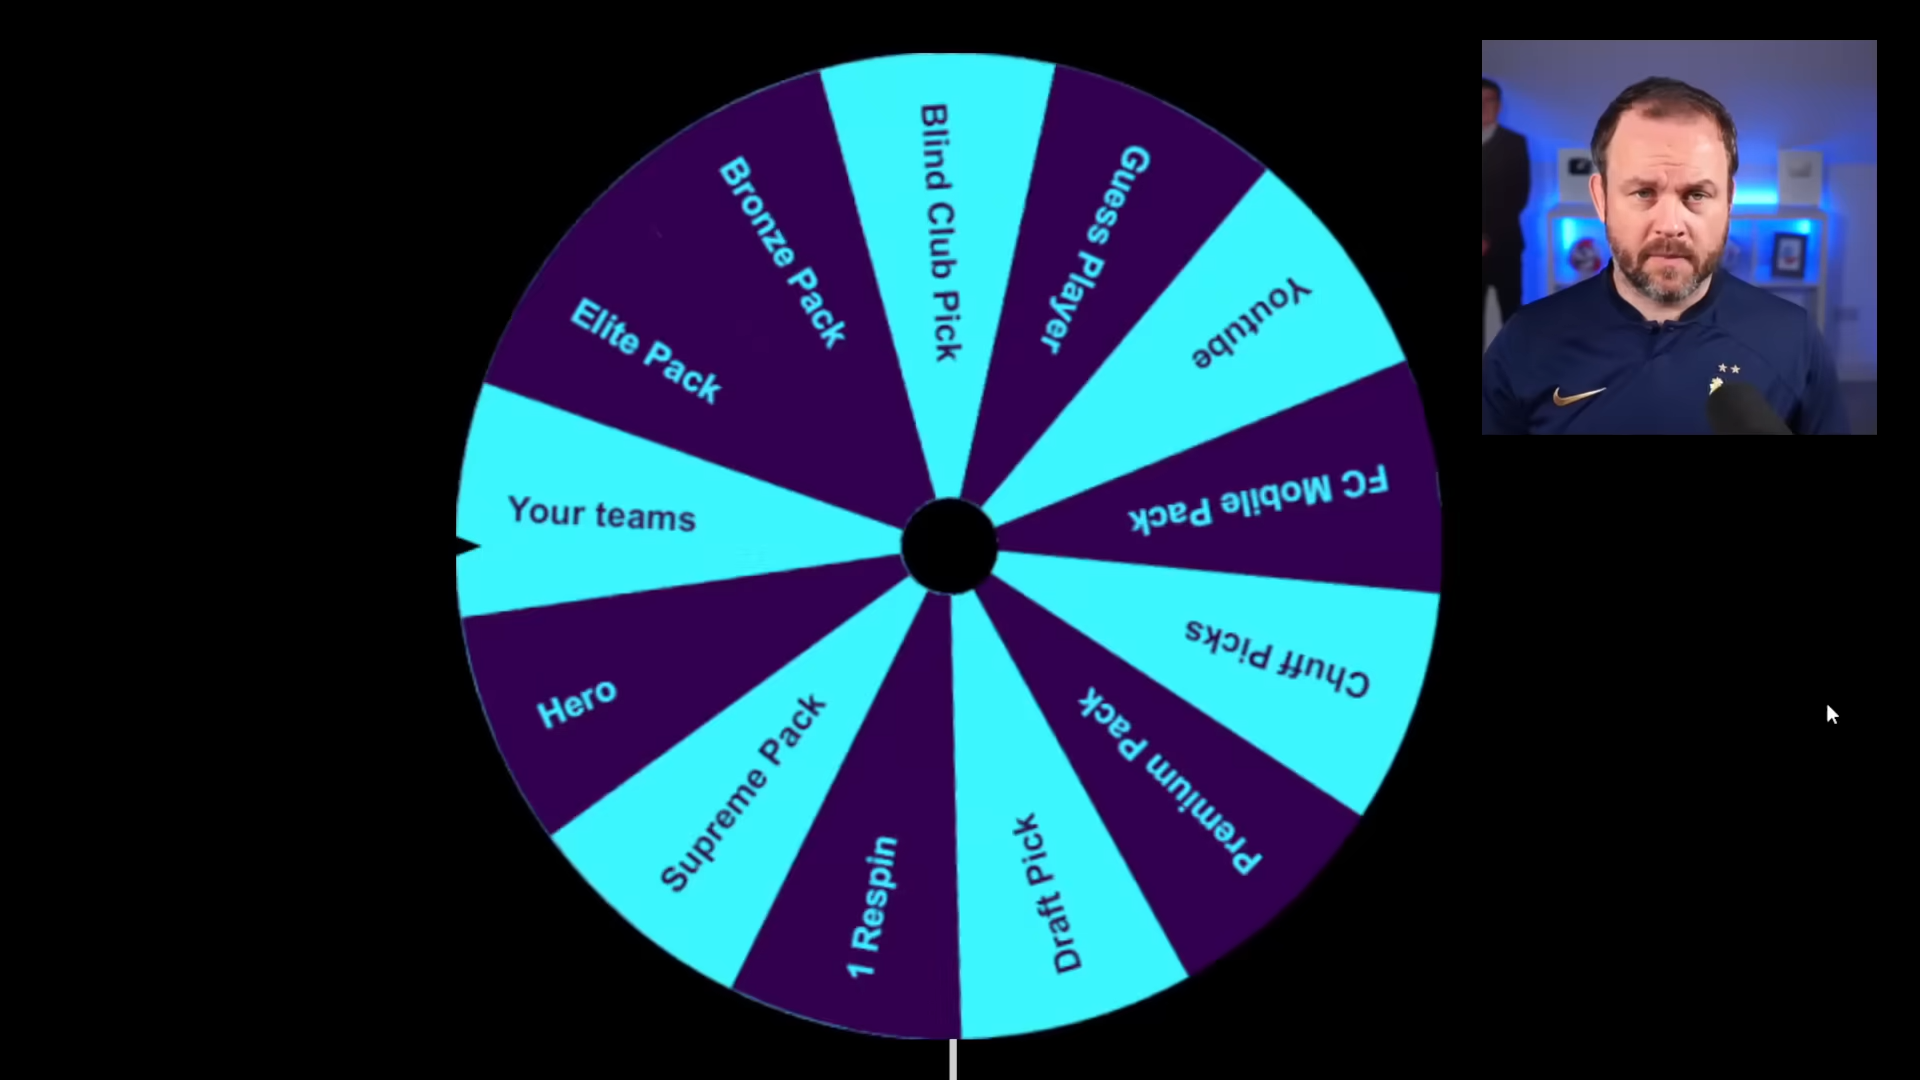 Blind Club Pick
Guess Player
Youtube
FC Mobile Pack
Chuff Picks
Premium Pack
Draft Pick
1 Respin
Supreme Pack
Hero
Your teams
Elite Pack
Bronze Pack